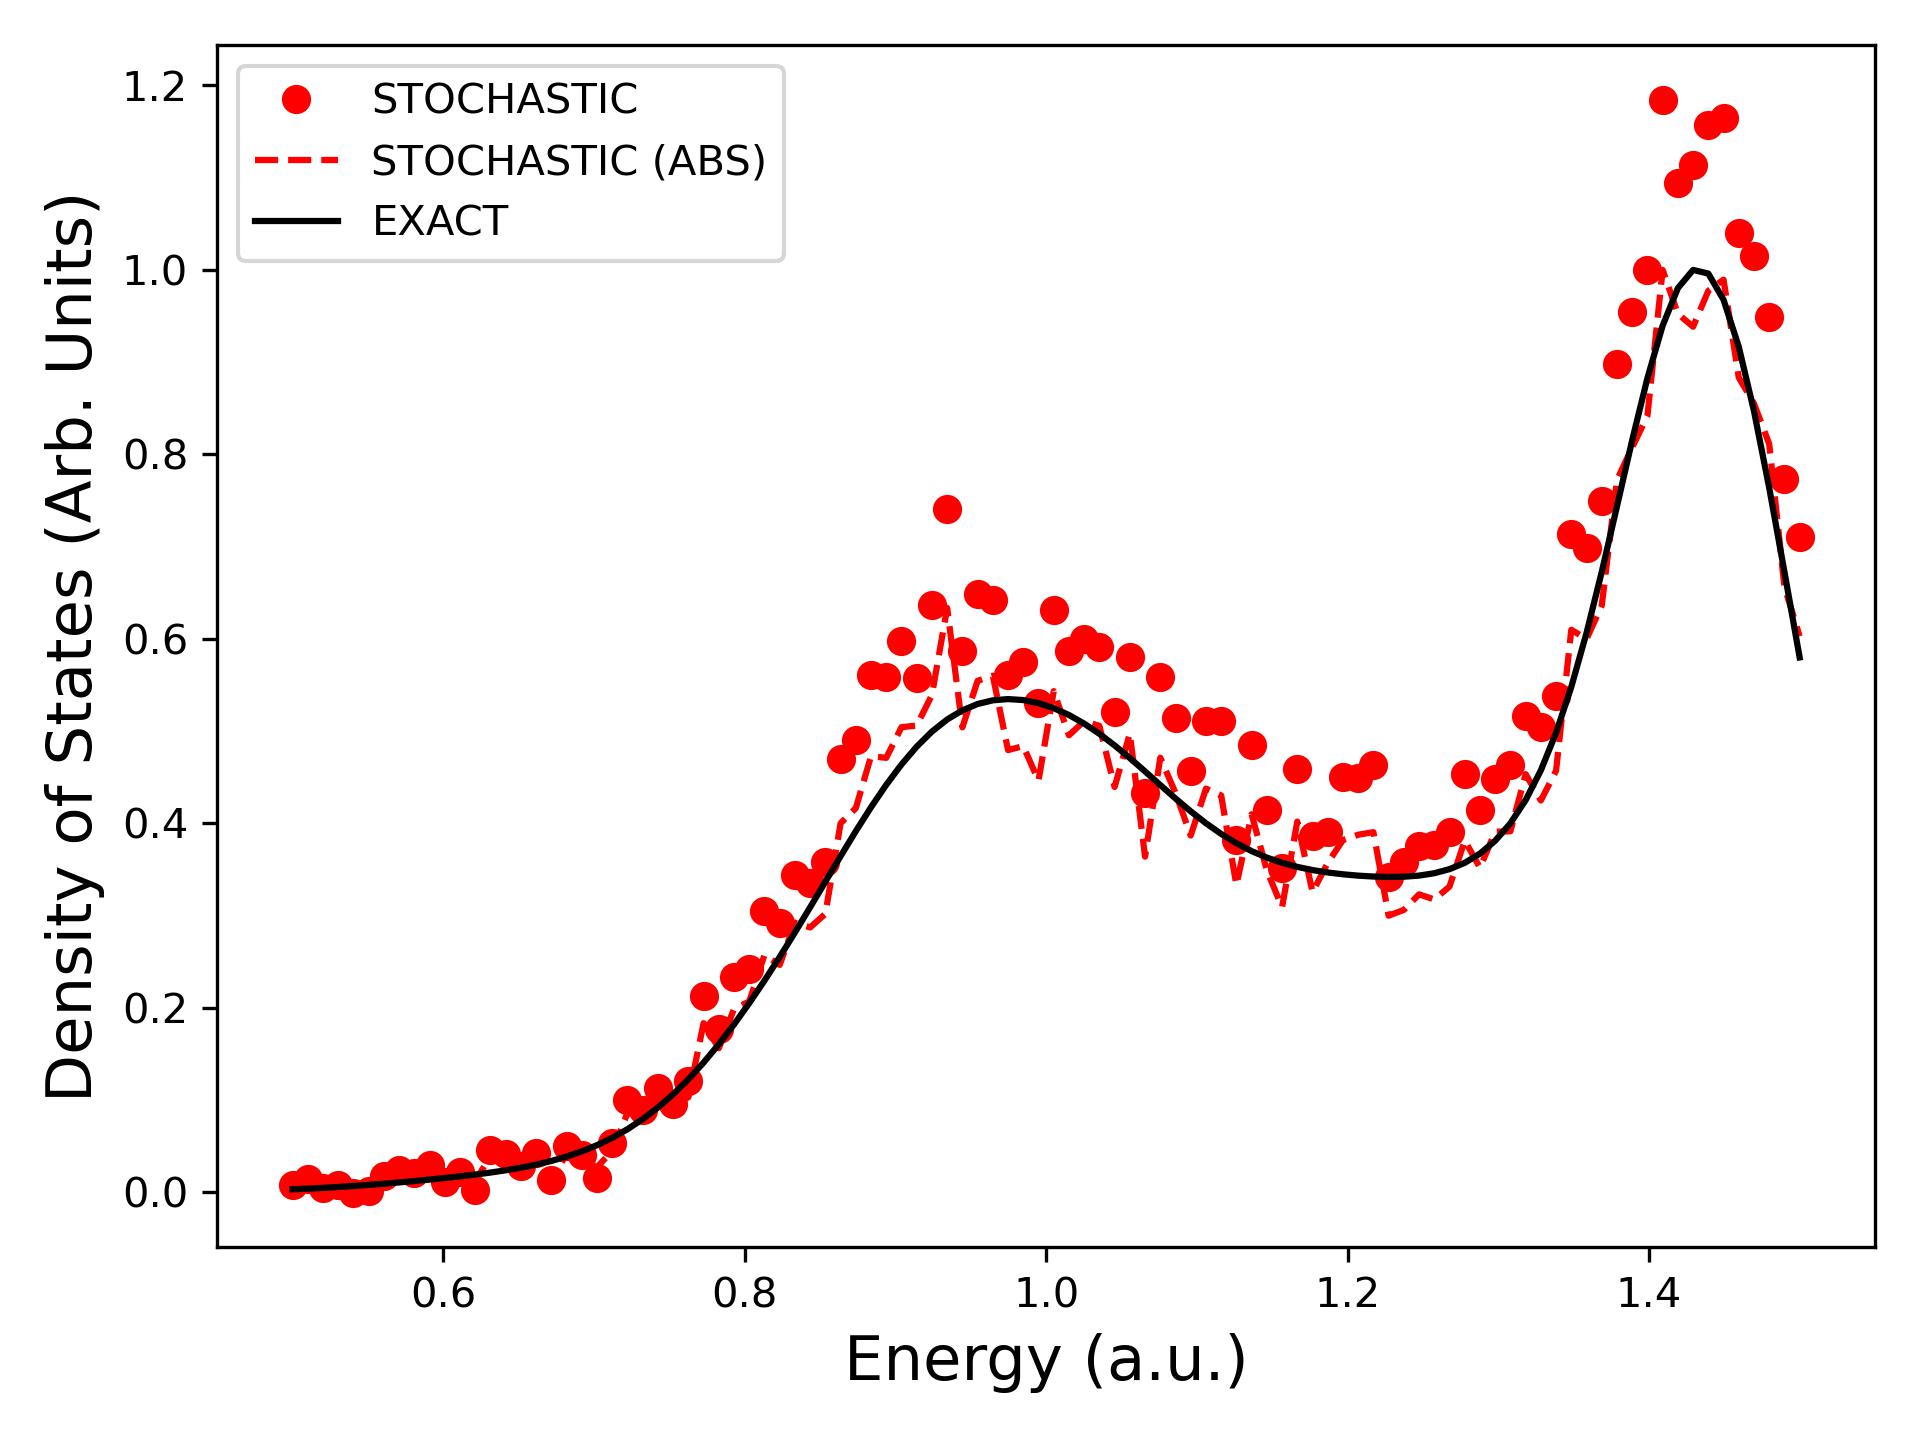 STOCHASTIC
STOCHASTIC (ABS)
EXACT
Density of States (Arb. Units)
1.2
1.0
0.8
0.6
0.4
0.2
0.0
0.6 0.8 1.0 1.2 1.4
Energy (a.u.)